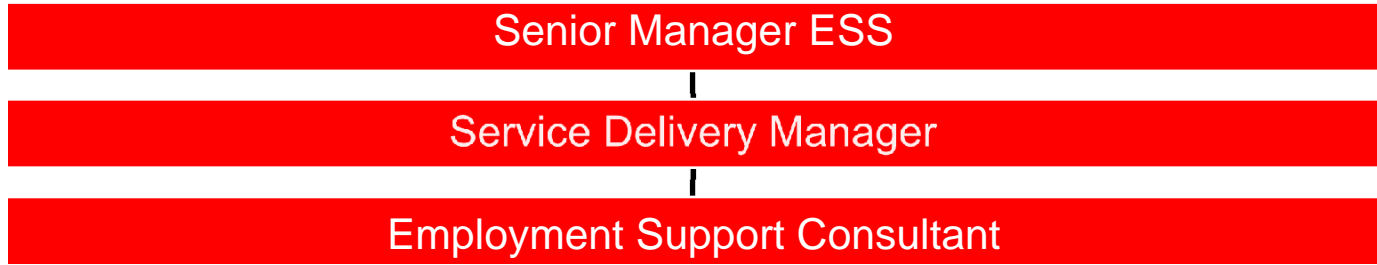 Senior Manager ESS
Service Delivery Manager
Employment Support Consultant